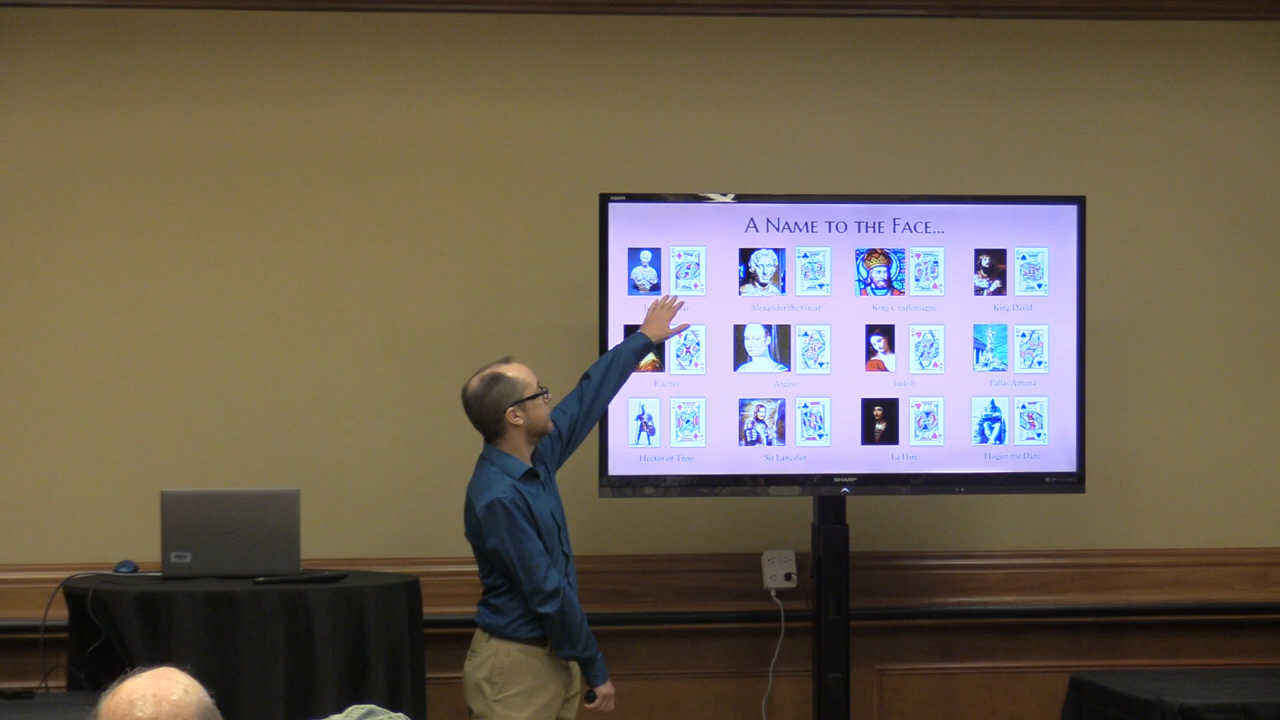 A NAME TO THE FACE...
Alexander the Great
King Charlemagne
King David
Rachel
Argine
Judith
Pallas Athena
Hector of Troy
Sir Lancelot
La Hire
Hogier the Dane
SHARP